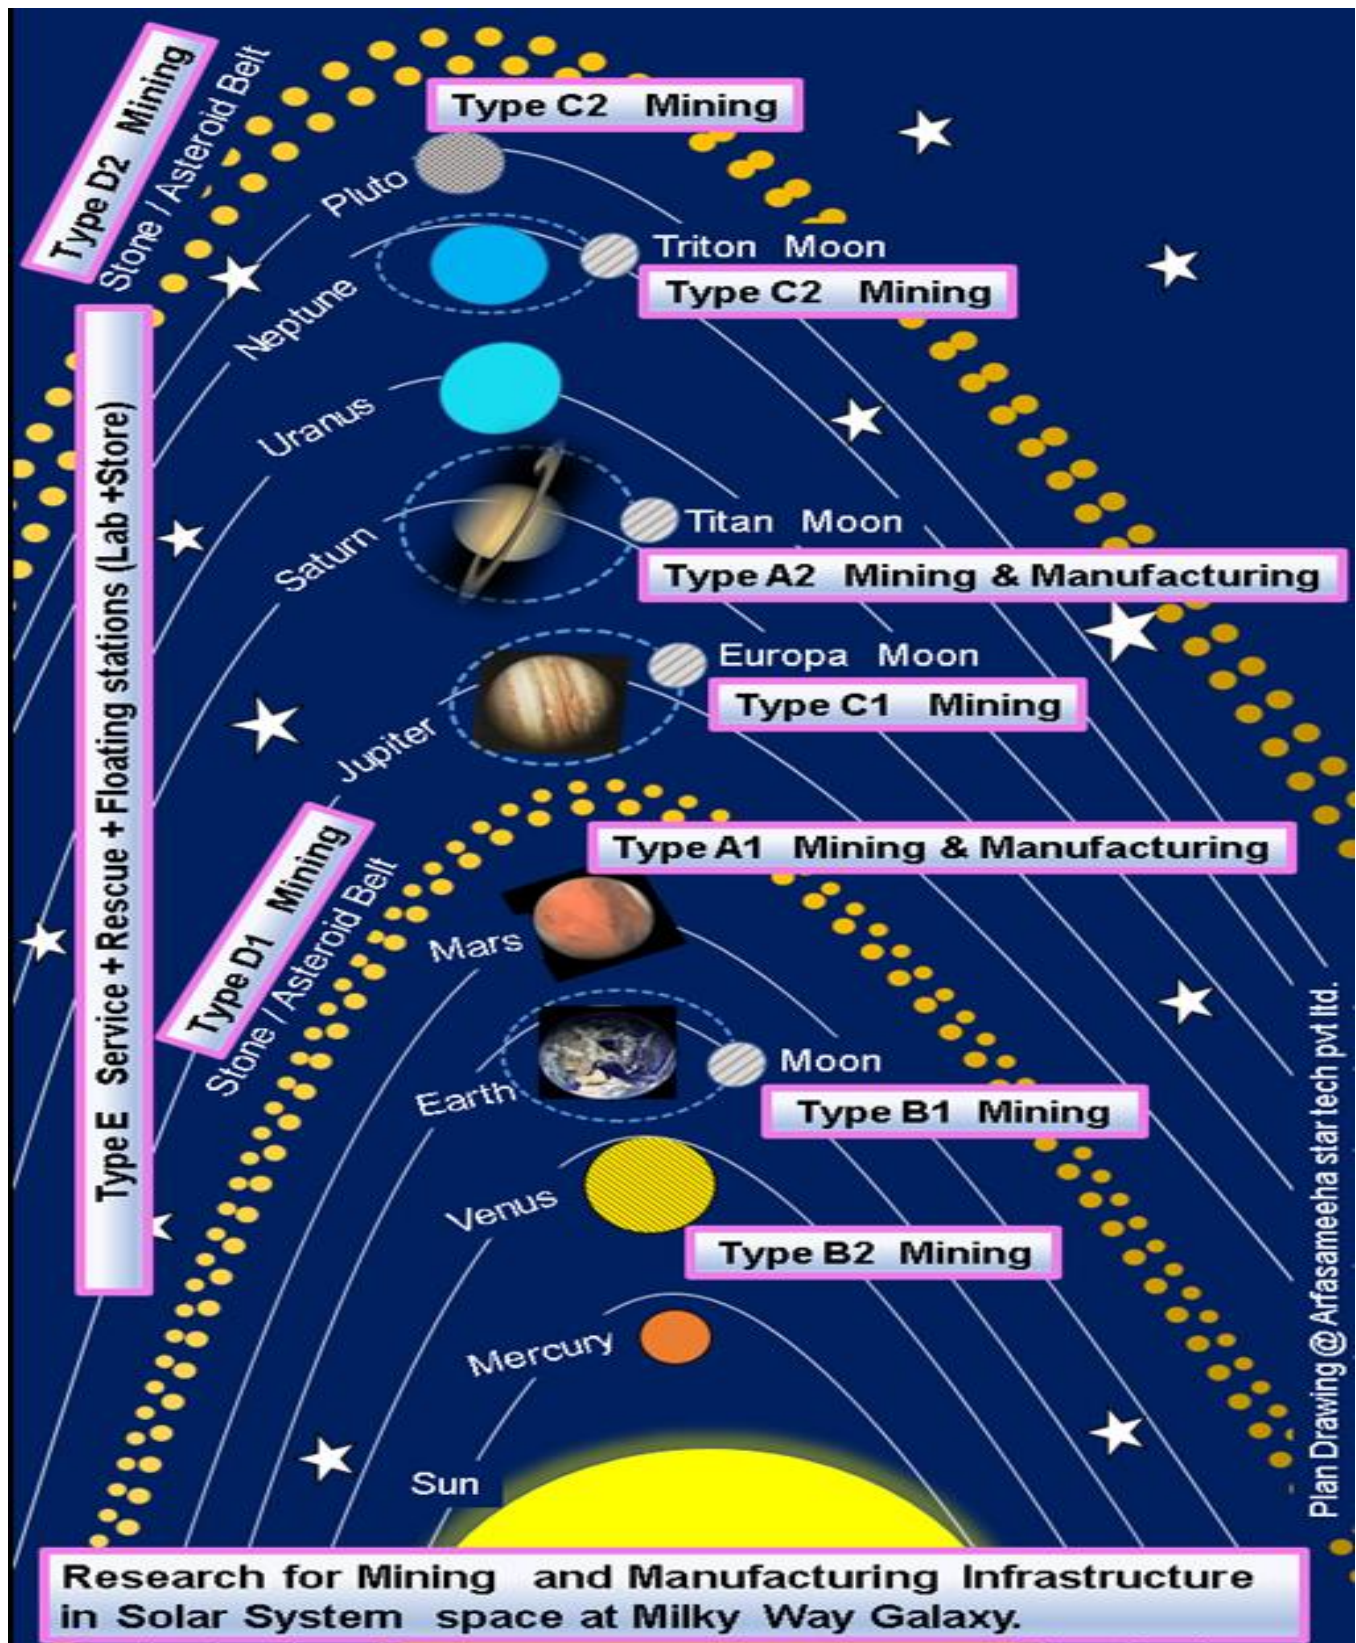 Type D2 Mining
Stone / Asteroid Belt
Type C2 Mining
Pluto
Triton Moon
Type C2 Mining
Neptune
Uranus
Titan Moon
Type A2 Mining & Manufacturing
Saturn
Europa Moon
Type C1 Mining
Jupiter
Type E Service + Rescue + Floating stations (Lab +Store)
Type A1 Mining & Manufacturing
Type D1 Mining
Stone / Asteroid Belt
Mars
Moon
Earth
Type B1 Mining
Venus
Type B2 Mining
Mercury
Sun
Plan Drawing @ Arfasameeha star tech pvt ltd.
Research for Mining and Manufacturing Infrastructure
in Solar System space at Milky Way Galaxy.